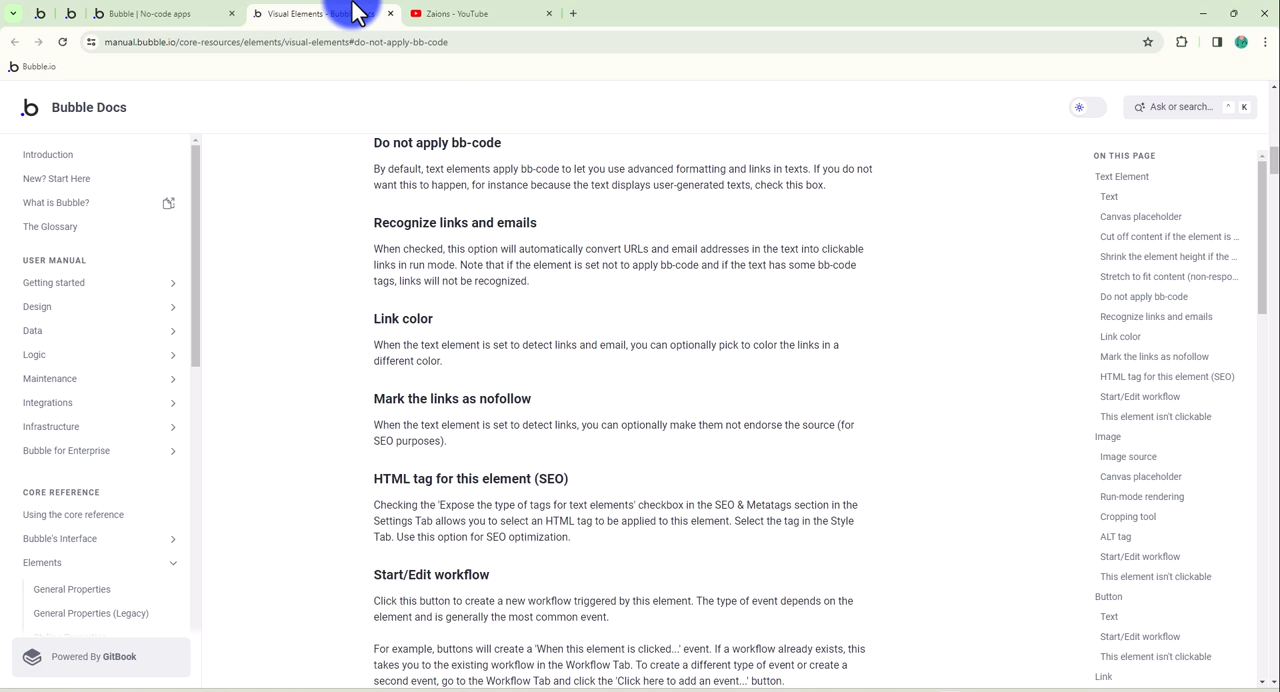 Bubble | No-code apps
Visual Elements - Bubb
Zaions - YouTube
manual.bubble.io/core-resources/elements/visual-elements#do-not-apply-bb-code
Bubble.io
Bubble Docs
Ask or search...
^
K
Introduction
New? Start Here
What is Bubble?
The Glossary
USER MANUAL
Getting started
Design
Data
Logic
Maintenance
Integrations
Infrastructure
Bubble for Enterprise
CORE REFERENCE
Using the core reference
Bubble's Interface
Elements
General Properties
General Properties (Legacy)
Powered By GitBook
Do not apply bb-code
By default, text elements apply bb-code to let you use advanced formatting and links in texts. If you do not
want this to happen, for instance because the text displays user-generated texts, check this box.
Recognize links and emails
When checked, this option will automatically convert URLs and email addresses in the text into clickable
links in run mode. Note that if the element is set not to apply bb-code and if the text has some bb-code
tags, links will not be recognized.
Link color
When the text element is set to detect links and email, you can optionally pick to color the links in a
different color.
Mark the links as nofollow
When the text element is set to detect links, you can optionally make them not endorse the source (for
SEO purposes).
HTML tag for this element (SEO)
Checking the 'Expose the type of tags for text elements' checkbox in the SEO & Metatags section in the
Settings Tab allows you to select an HTML tag to be applied to this element. Select the tag in the Style
Tab. Use this option for SEO optimization.
Start/Edit workflow
Click this button to create a new workflow triggered by this element. The type of event depends on the
element and is generally the most common event.
For example, buttons will create a 'When this element is clicked...' event. If a workflow already exists, this
takes you to the existing workflow in the Workflow Tab. To create a different type of event or create a
second event, go to the Workflow Tab and click the 'Click here to add an event...' button.
ON THIS PAGE
Text Element
Text
Canvas placeholder
Cut off content if the element is ...
Shrink the element height if the ...
Stretch to fit content (non-respo...
Do not apply bb-code
Recognize links and emails
Link color
Mark the links as nofollow
HTML tag for this element (SEO)
Start/Edit workflow
This element isn't clickable
Image
Image source
Canvas placeholder
Run-mode rendering
Cropping tool
ALT tag
Start/Edit workflow
This element isn't clickable
Button
Text
Start/Edit workflow
This element isn't clickable
Link